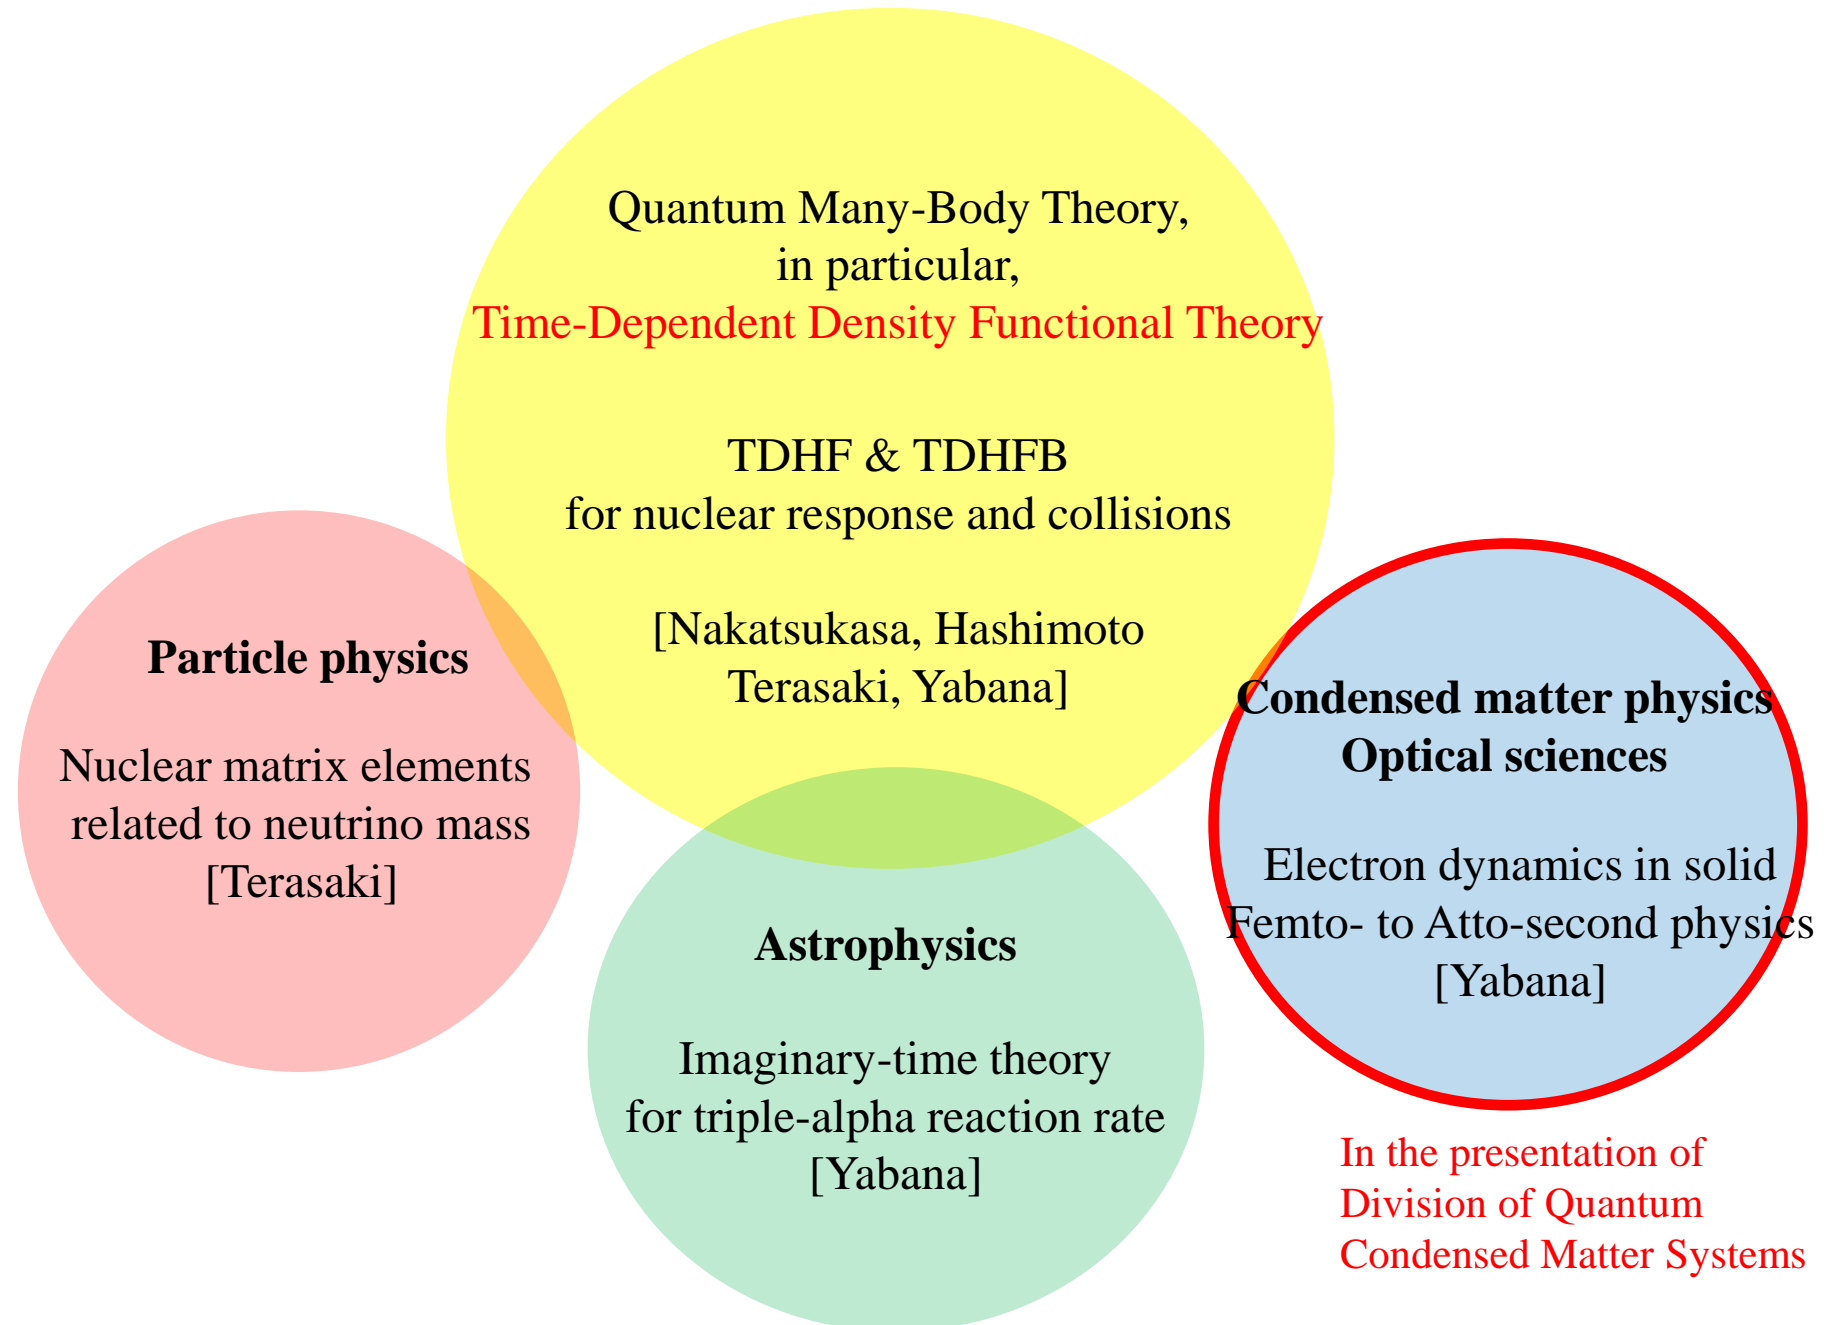 Quantum Many-Body Theory,
in particular,
Time-Dependent Density Functional Theory
TDHF & TDHFB
for nuclear response and collisions
[Nakatsukasa, Hashimoto
Terasaki, Yabana]
Particle physics
Nuclear matrix elements
related to neutrino mass
[Terasaki]
Astrophysics
Imaginary-time theory
for triple-alpha reaction rate
[Yabana]
Condensed matter physics
Optical sciences
Electron dynamics in solid
Femto- to Atto-second physics
[Yabana]
In the presentation of
Division of Quantum
Condensed Matter Systems